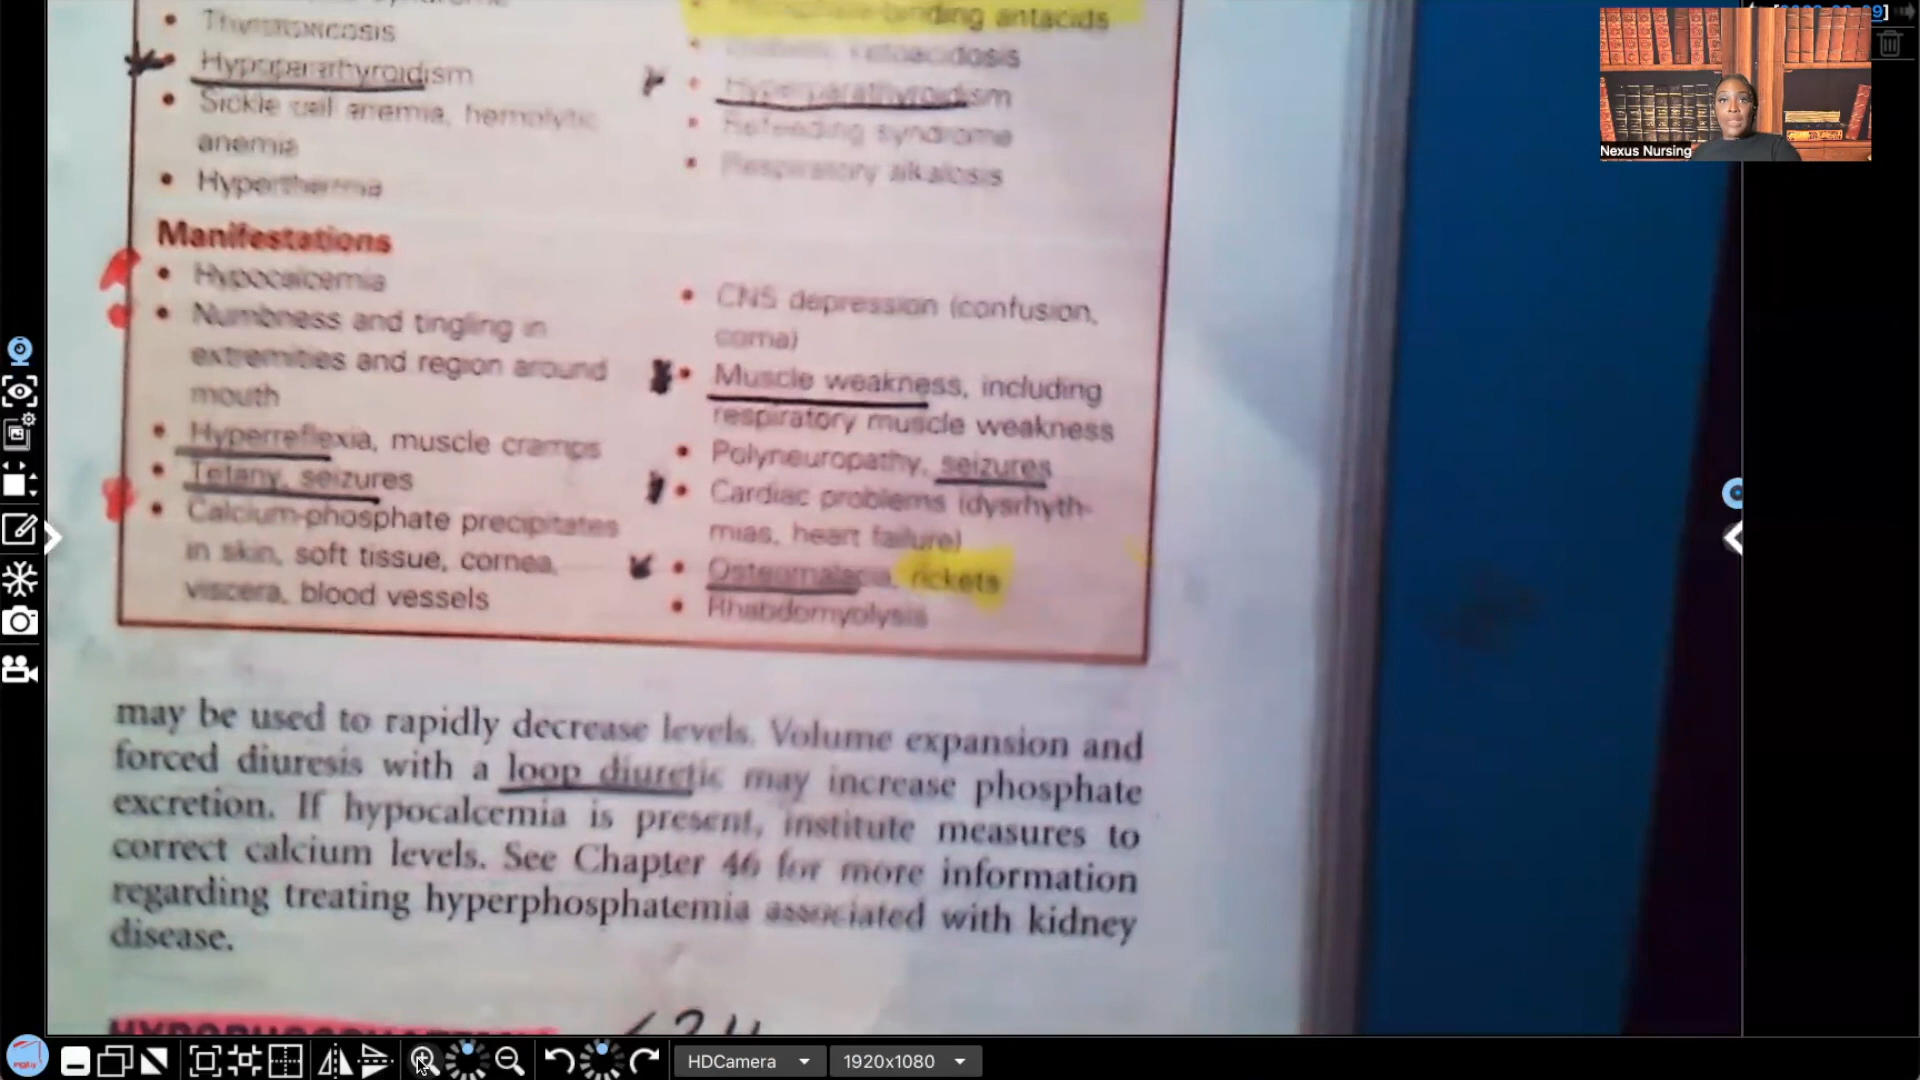 binding antacids
Thyrotoxicosis
ketoacidosis
Hypoparathyroidism
Hyperparathyroidism
Sickle cell anemia, hemolytic
anemia
Refeeding syndrome
Respiratory alkalosis
Hyperthermia
Manifestations
Hypocalcemia
Numbness and tingling in
extremities and region around
mouth
Hyperreflexia, muscle cramps
Tetany, seizures
Calcium-phosphate precipitates
in skin, soft tissue, cornea,
viscera, blood vessels
CNS depression (confusion,
coma)
Muscle weakness, including
respiratory muscle weakness
Polyneuropathy, seizures
Cardiac problems (dysrhyth-
mias, heart failure)
Osteomalacia, rickets
Rhabdomyolysis
may be used to rapidly decrease levels. Volume expansion and
forced diuresis with a loop diuretic may increase phosphate
excretion. If hypocalcemia is present, institute measures to
correct calcium levels. See Chapter 46 for more information
regarding treating hyperphosphatemia associated with kidney
disease.
Nexus Nursing
HDCamera
1920x1080